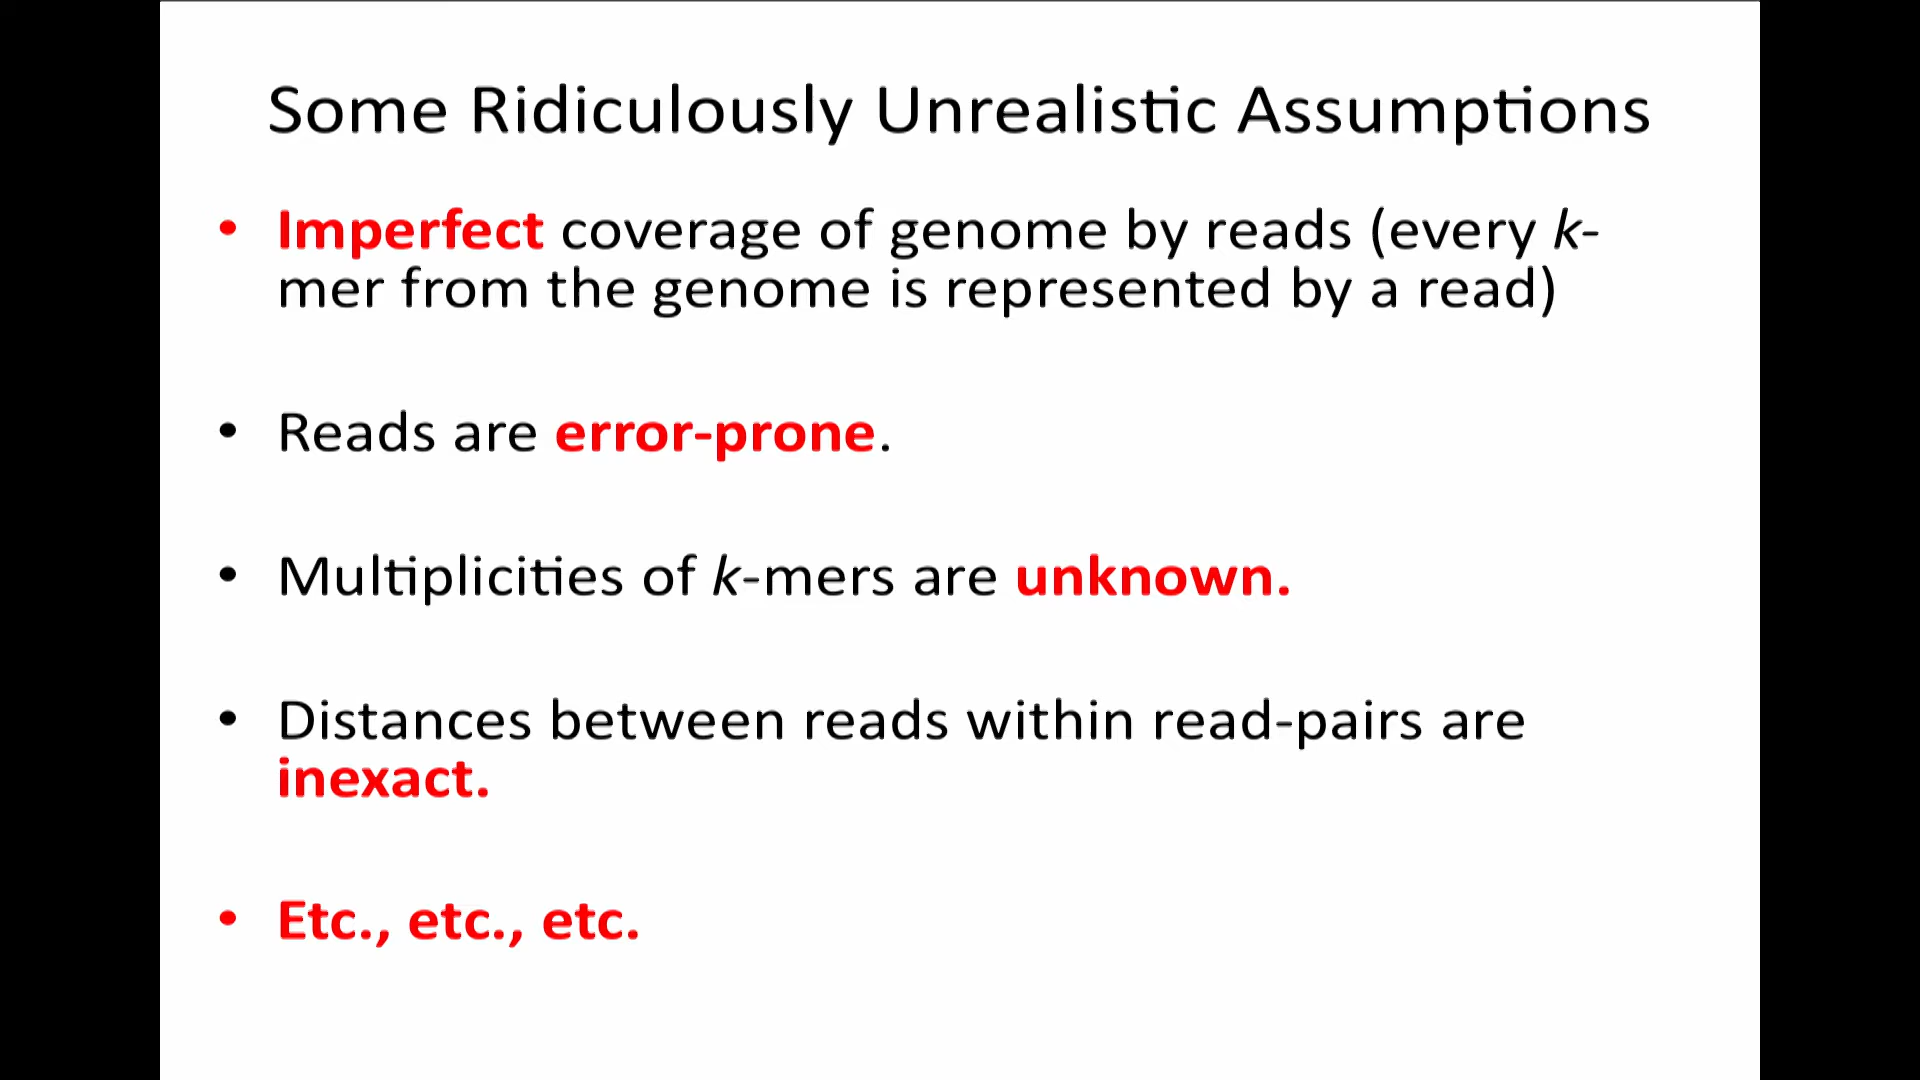 Some Ridiculously Unrealistic Assumptions
• Imperfect coverage of genome by reads (every k-
mer from the genome is represented by a read)
• Reads are error-prone.
• Multiplicities of k-mers are unknown.
• Distances between reads within read-pairs are
inexact.
• Etc., etc., etc.